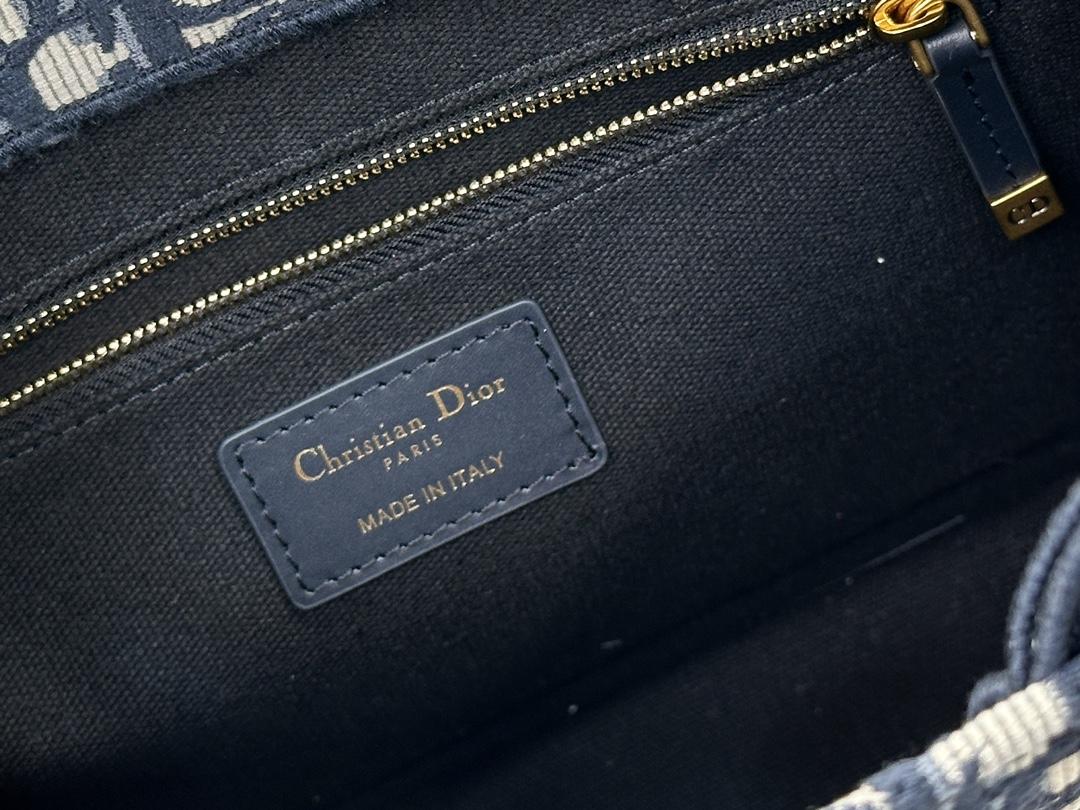 CD
Christian Dior
PARIS
MADE IN ITALY